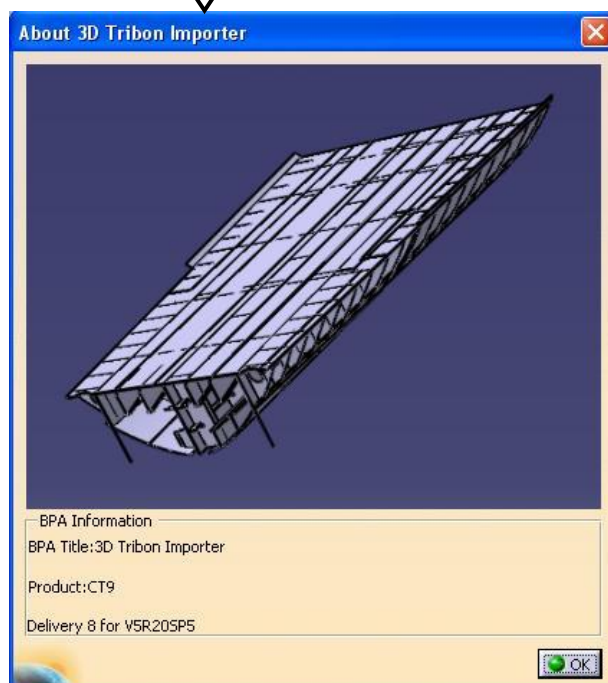 About 3D Tribon Importer
BPA Information
BPA Title:3D Tribon Importer
Product:CT9
Delivery 8 for V5R20SP5
OK